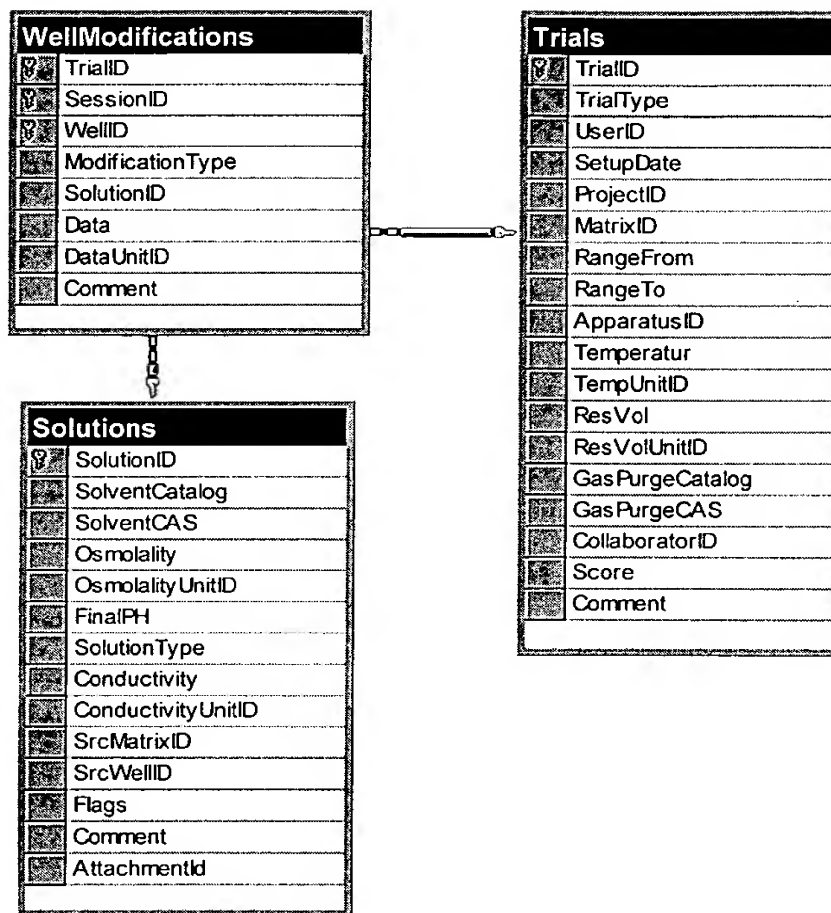 WellModifications
TrialID
SessionID
WellID
ModificationType
SolutionID
Data
DataUnitID
Comment
Solutions
SolutionID
SolventCatalog
SolventCAS
Osmolality
OsmolalityUnitID
FinalPH
SolutionType
Conductivity
ConductivityUnitID
SrcMatrixID
SrcWellID
Flags
Comment
AttachmentId
Trials
TrialID
TrialType
UserID
SetupDate
ProjectID
MatrixID
RangeFrom
RangeTo
ApparatusID
Temperatur
TempUnitID
ResVol
ResVolUnitID
GasPurgeCatalog
GasPurgeCAS
CollaboratorID
Score
Comment